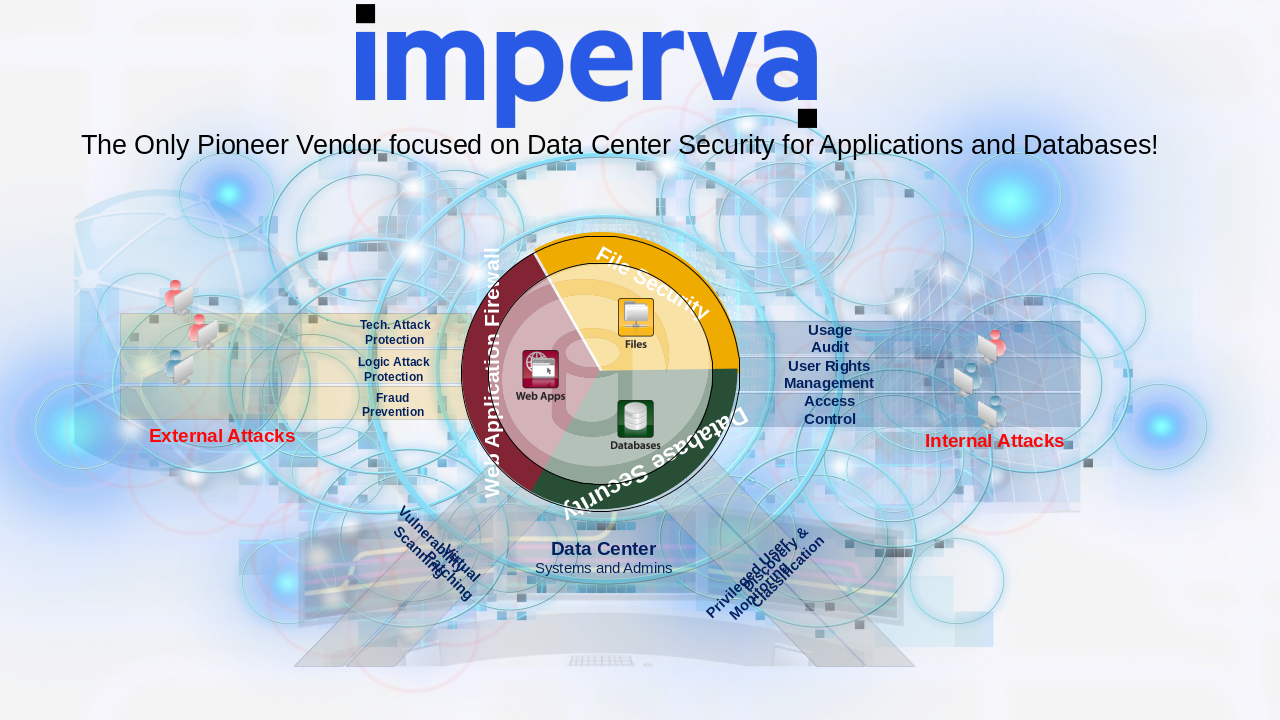 imperva
The Only Pioneer Vendor focused on Data Center Security for Applications and Databases!
File Security
Web Application Firewall
Database Security
Files
Web Apps
Databases
Tech. Attack
Protection
Logic Attack
Protection
Fraud
Prevention
External Attacks
Usage
Audit
User Rights
Management
Access
Control
Internal Attacks
Vulnerability
Scanning
Virtual
Patching
Data Center
Systems and Admins
Privileged User
Monitoring
Discovery &
Classification